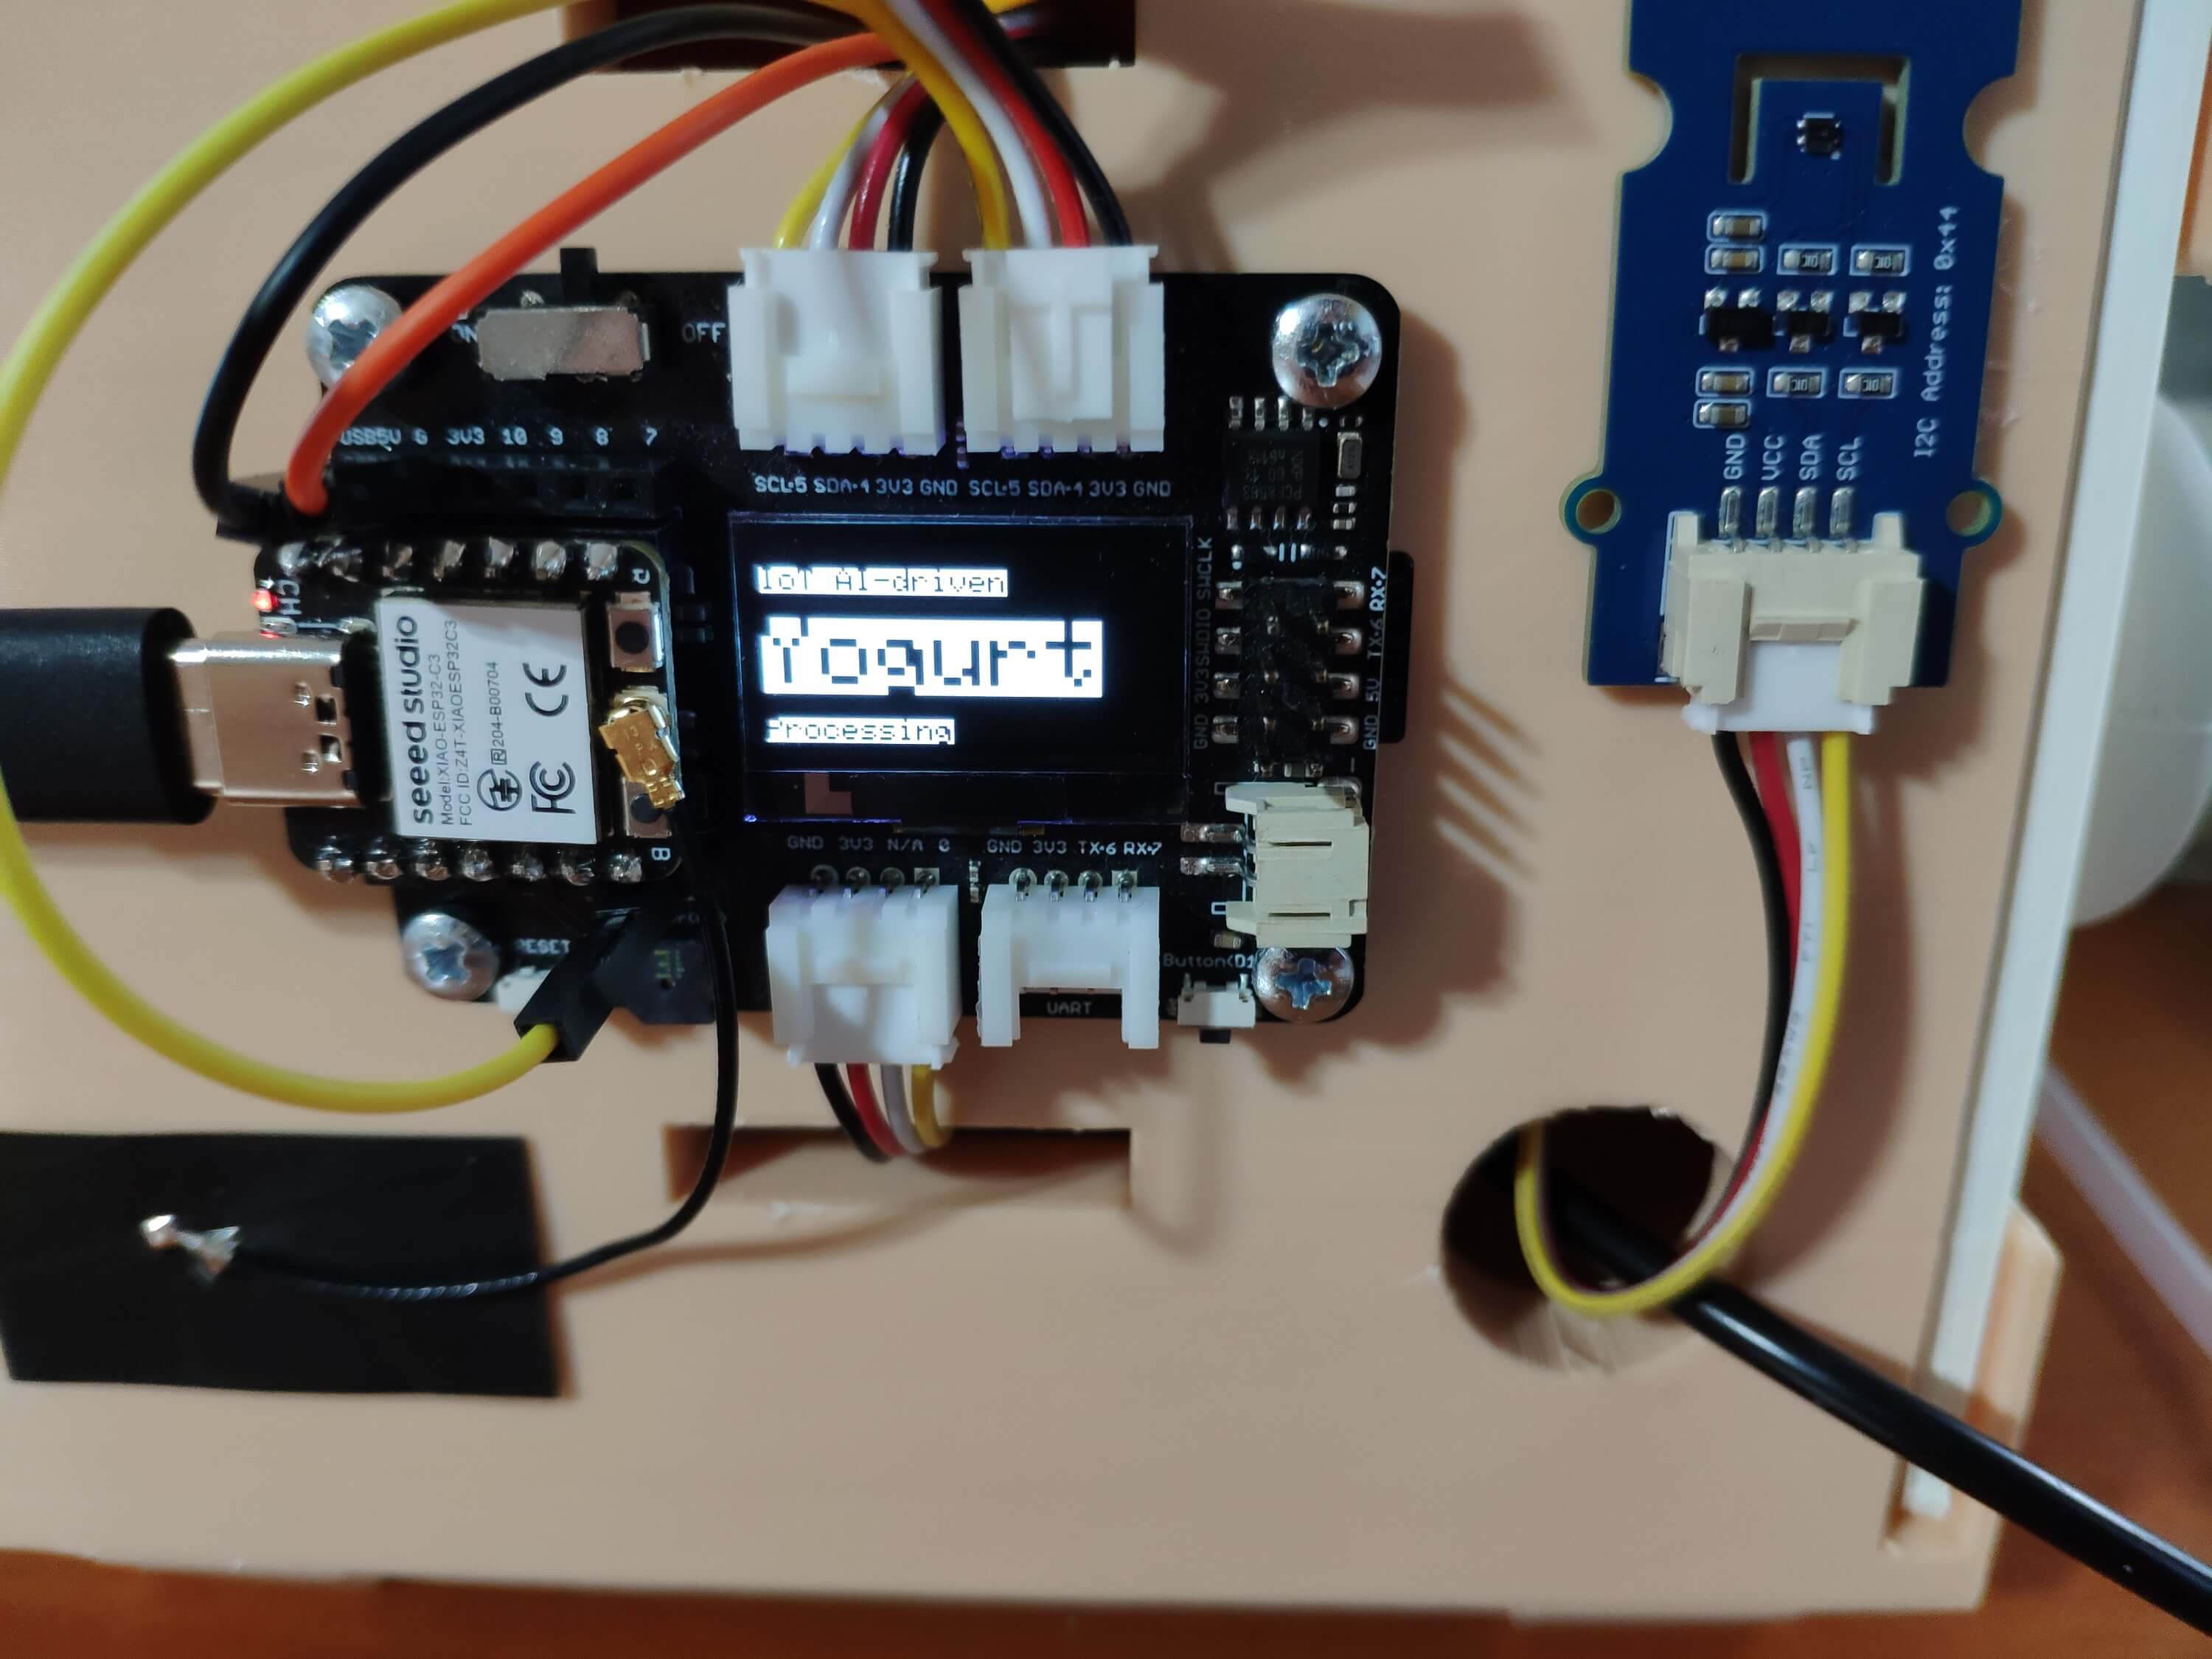 OFF
USB5V G 3V3 10 9 8 7
SCL·5 SDA·4 3V3 GND SCL·5 SDA·4 3V3 GND
IoT AI-driven
Yogurt
Processing
seeed studio
Model:XIAO-ESP32-C3
FCC ID:Z4T-XIAOESP32C3
R 204-B00704
FC CE
R
B
GND 3V3 SWDIO SWCLK
GND 5V TX·6 RX·7
GND 3V3 N/A 0
GND 3V3 TX·6 RX·7
RESET
UART
Button(D1
GND
VCC
SDA
SCL
I2C Address: 0x44